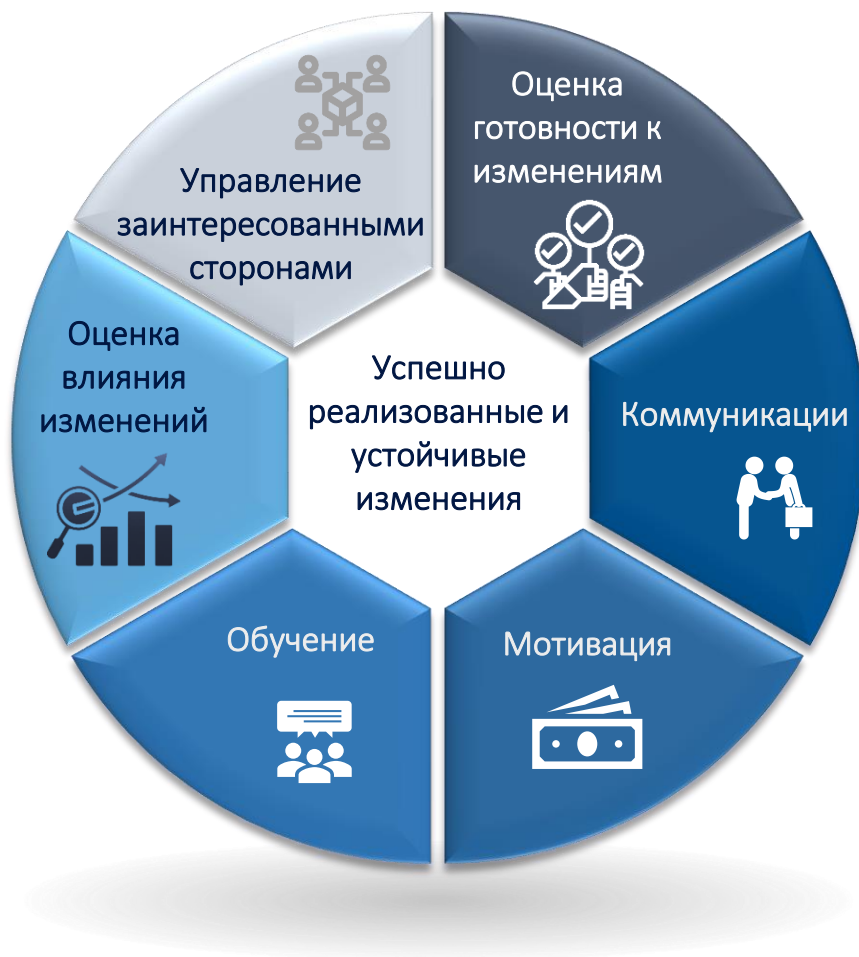 Оценка
готовности к
изменениям
Управление
заинтересованными
сторонами
Оценка
влияния
изменений
Успешно
реализованные и
устойчивые
изменения
Коммуникации
Обучение
Мотивация